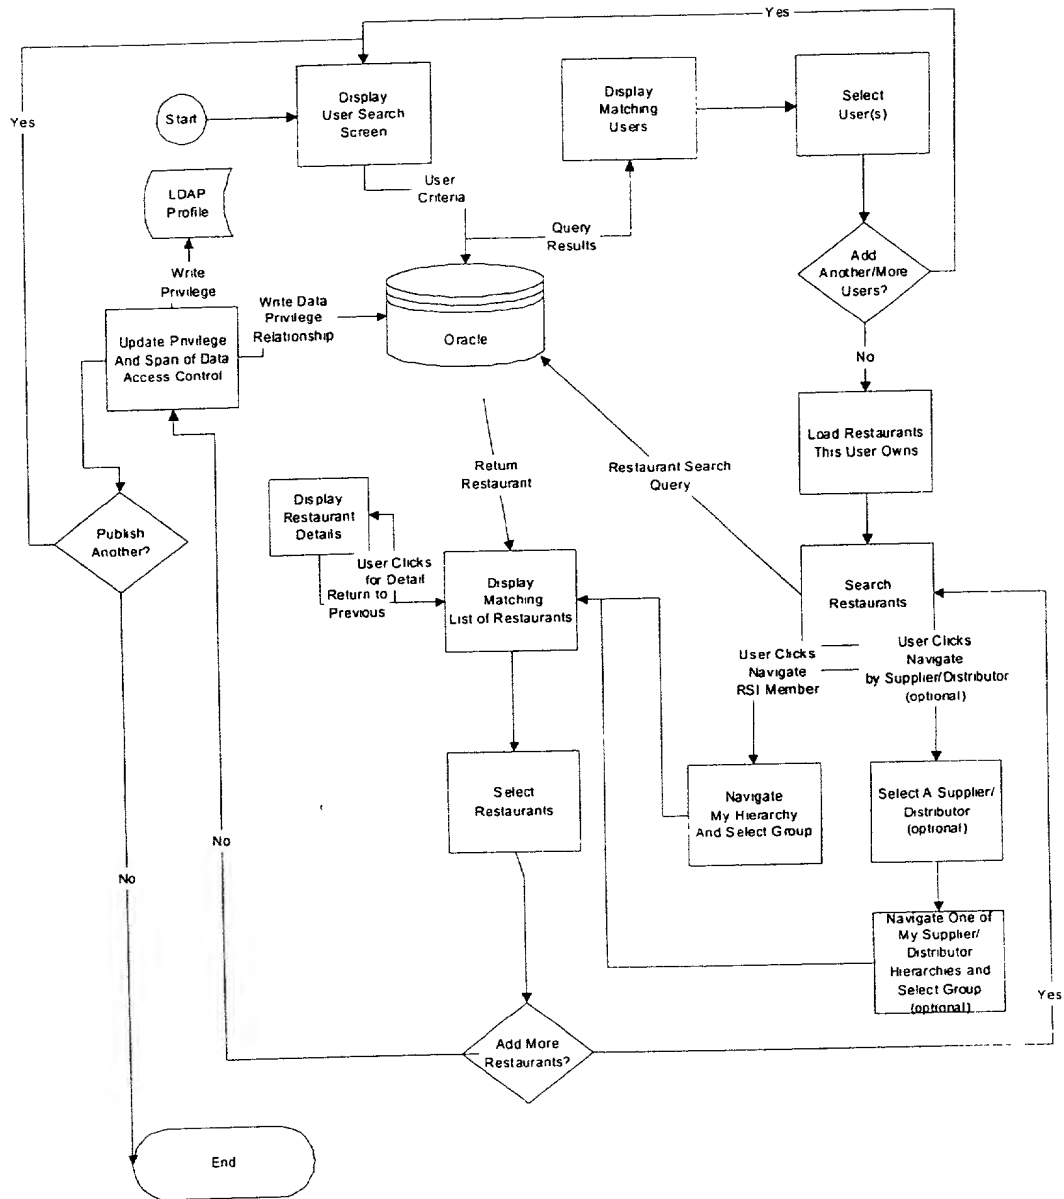 Yes
Yes
Start
Display
User Search
Screen
Display
Matching
Users
Select
User(s)
LDAP
Profile
User
Criteria
Query
Results
Add
Another/More
Users?
Write
Privilege
Write Data
Privilege
Relationship
Oracle
Update Privilege
And Span of Data
Access Control
No
Load Restaurants
This User Owns
Return
Restaurant
Restaurant Search
Query
Display
Restaurant
Details
Publish
Another?
User Clicks
for Detail
Return to
Previous
Display
Matching
List of Restaurants
Search
Restaurants
User Clicks
Navigate
RSI Member
User Clicks
Navigate
by Supplier/Distributor
(optional)
Select
Restaurants
Navigate
My Hierarchy
And Select Group
Select A Supplier/
Distributor
(optional)
No
No
Navigate One of
My Supplier/
Distributor
Hierarchies and
Select Group
(optional)
Yes
Add More
Restaurants?
End